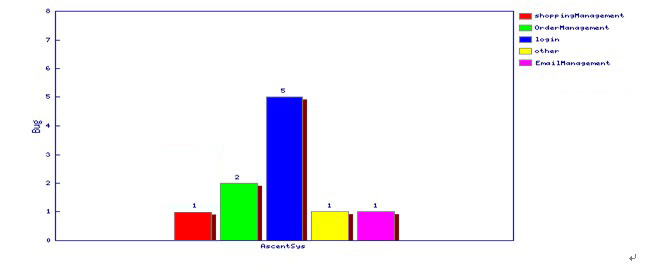 8
7
6
5
4
3
2
1
0
Bug
1
2
5
1
1
AscentSys
shoppingManagement
OrderManagement
login
other
EmailManagement